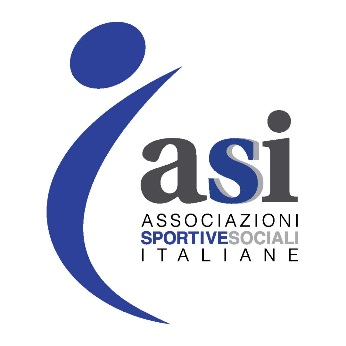 asi
ASSOCIAZIONI
SPORTIVESOCIALI
ITALIANE